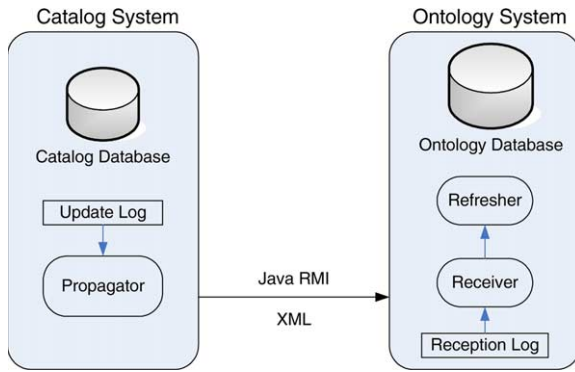 Catalog System
Catalog Database
Update Log
Propagator
Java RMI
XML
Ontology System
Ontology Database
Refresher
Receiver
Reception Log